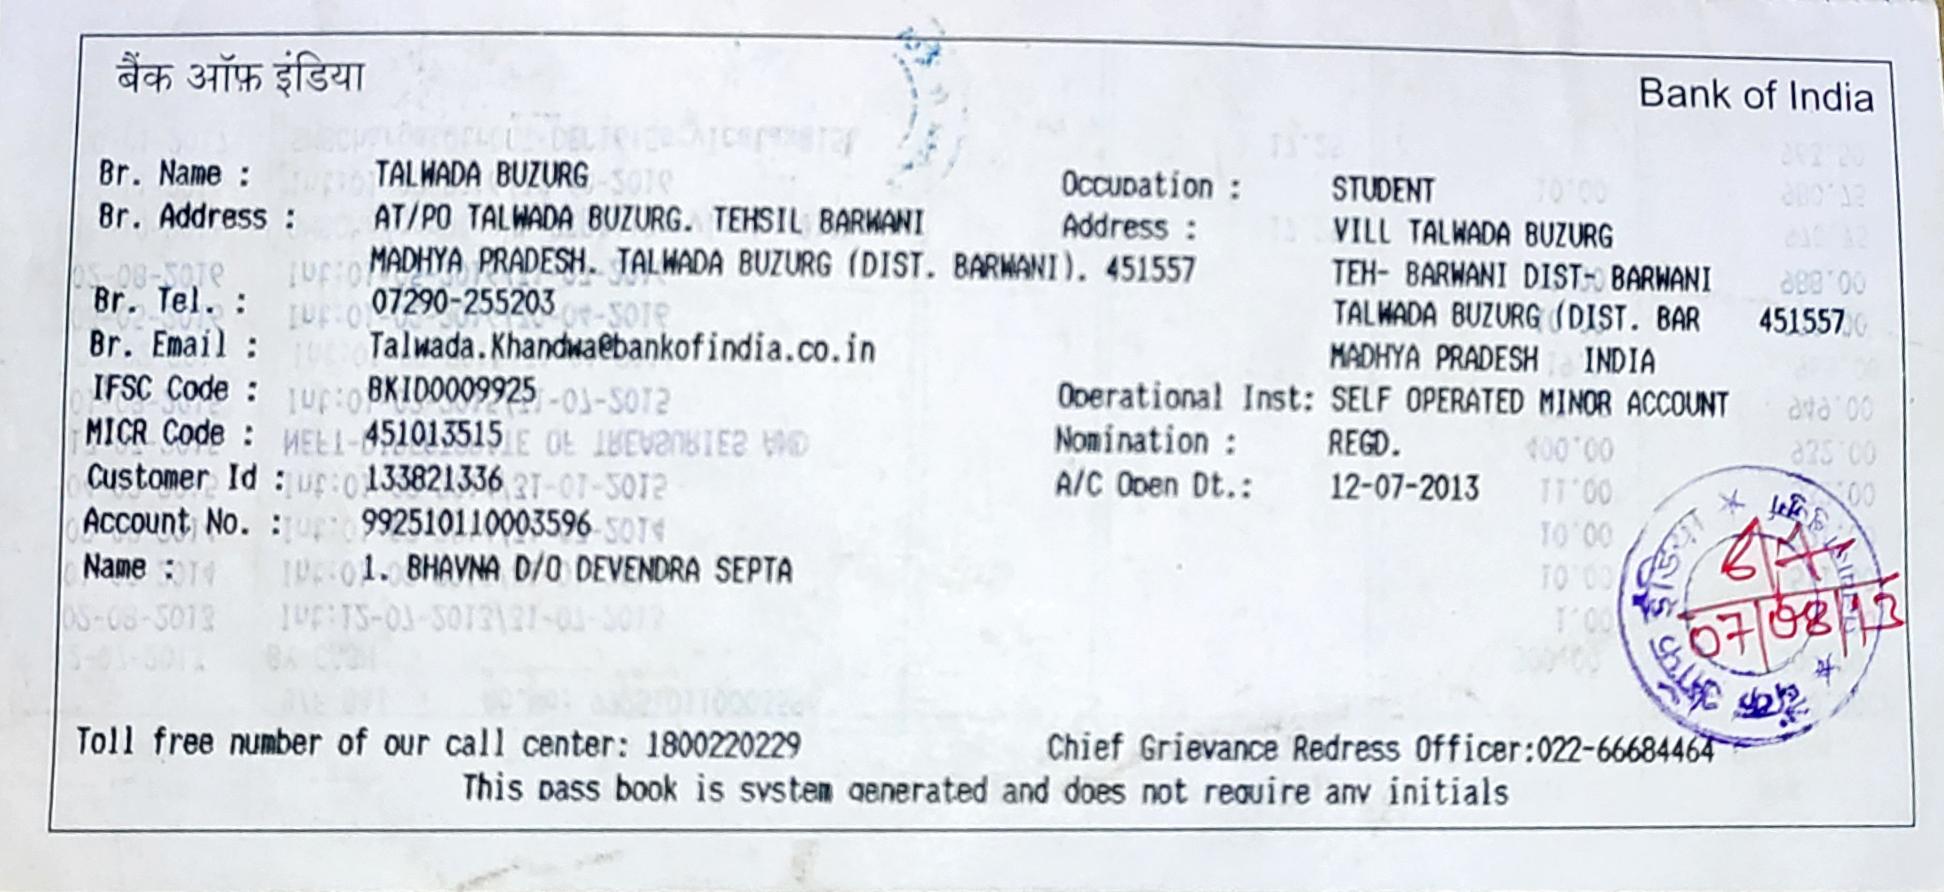 बैंक ऑफ़ इंडिया
Bank of India
Br. Name : TALWADA BUZURG
Br. Address : AT/PO TALWADA BUZURG. TEHSIL BARWANI
MADHYA PRADESH. TALWADA BUZURG (DIST. BARWANI). 451557
Br. Tel. : 07290-255203
Br. Email : Talwada.Khandwa@bankofindia.co.in
IFSC Code : BKID0009925
MICR Code : 451013515
Customer Id : 133821336
Account No. : 992510110003596
Name : 1. BHAVNA D/O DEVENDRA SEPTA
Occupation : STUDENT
Address : VILL TALWADA BUZURG
TEH- BARWANI DIST- BARWANI
TALWADA BUZURG (DIST. BAR 451557
MADHYA PRADESH INDIA
Operational Inst: SELF OPERATED MINOR ACCOUNT
Nomination : REGD.
A/C Open Dt.: 12-07-2013
07/08/13
Toll free number of our call center: 1800220229
Chief Grievance Redress Officer:022-66684464
This pass book is system generated and does not require any initials